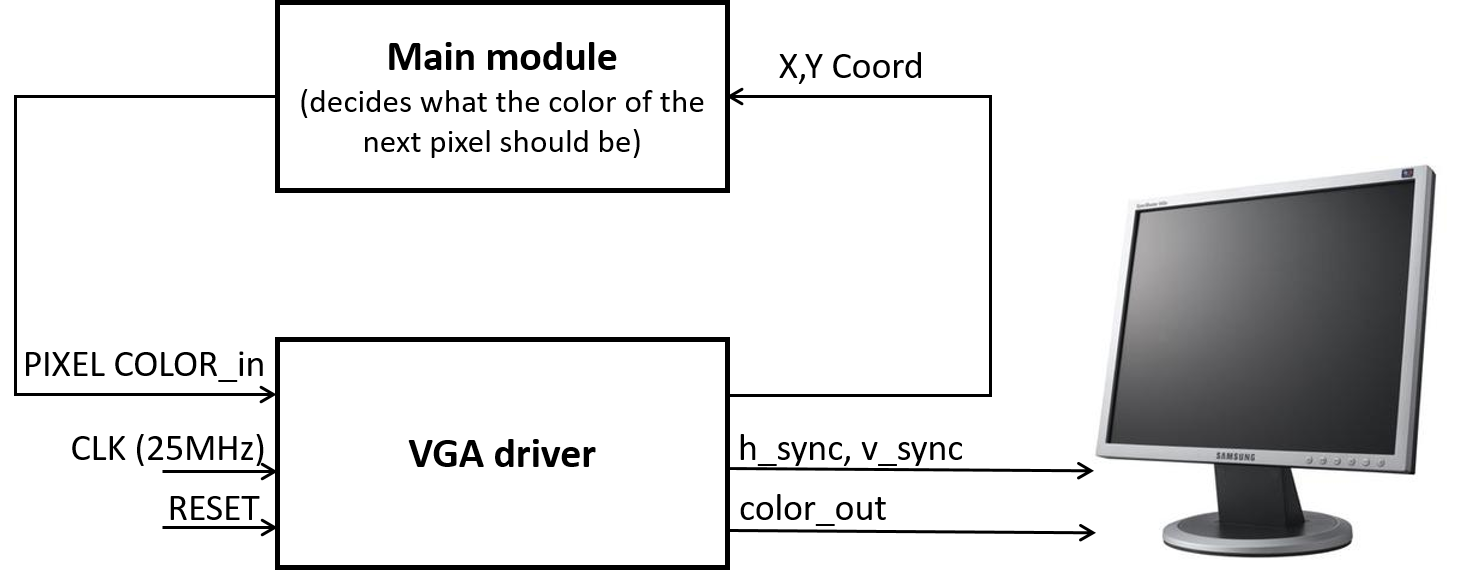 Main module
(decides what the color of the
next pixel should be)
X,Y Coord
PIXEL COLOR_in
CLK (25MHz)
RESET
VGA driver
h_sync, v_sync
color_out
SAMSUNG